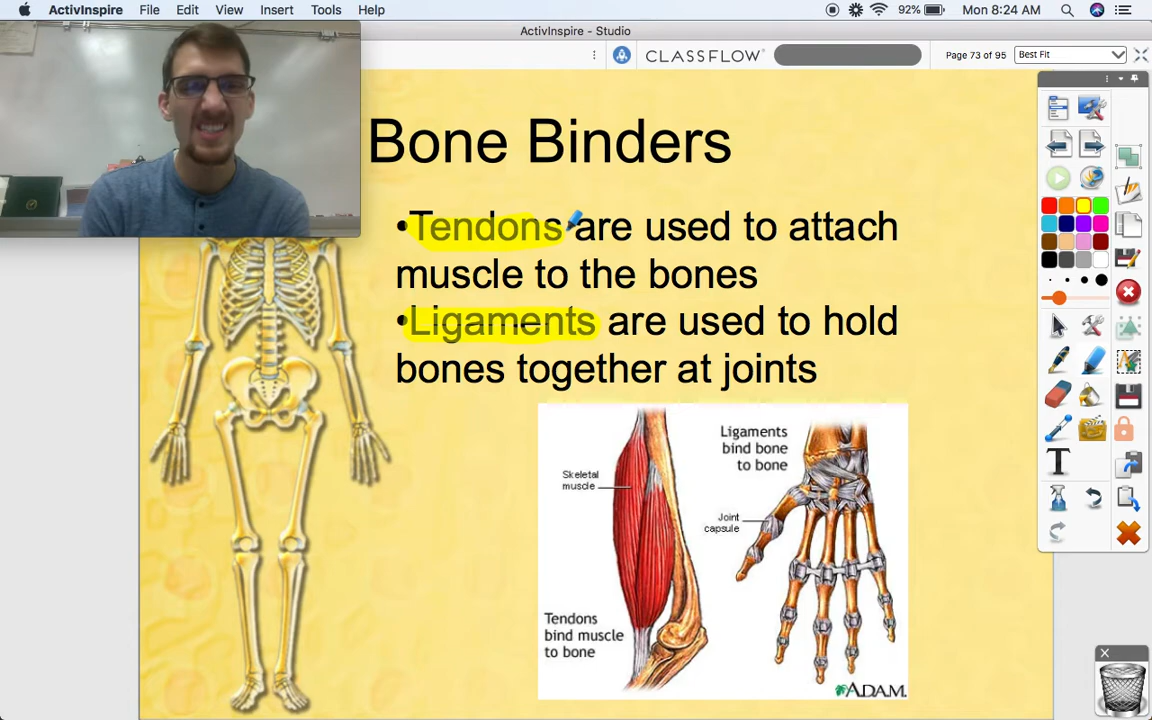 ActivInspire File Edit View Insert Tools Help 92% Mon 8:24 AM
ActivInspire - Studio
CLASSFLOW Page 73 of 95 Best Fit
Bone Binders
•Tendons are used to attach
muscle to the bones
•Ligaments are used to hold
bones together at joints
Skeletal
muscle
Tendons
bind muscle
to bone
Ligaments
bind bone
to bone
Joint
capsule
A.D.A.M.
T
X